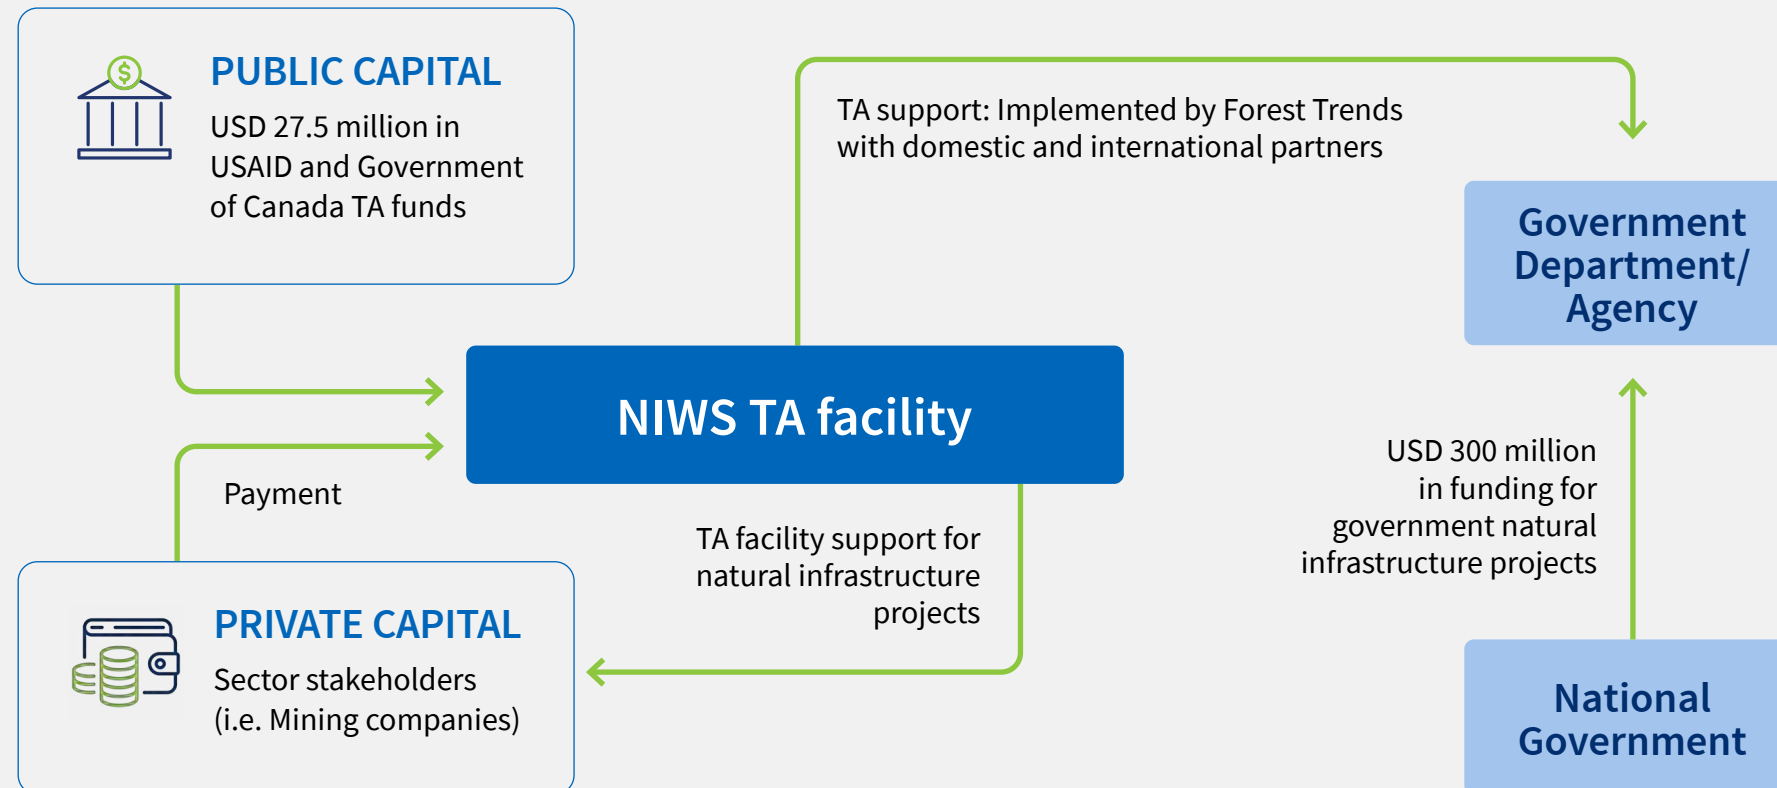 PUBLIC CAPITAL
USD 27.5 million in
USAID and Government
of Canada TA funds
TA support: Implemented by Forest Trends
with domestic and international partners
Government
Department/
Agency
NIWS TA facility
Payment
TA facility support for
natural infrastructure
projects
USD 300 million
in funding for
government natural
infrastructure projects
PRIVATE CAPITAL
Sector stakeholders
(i.e. Mining companies)
National
Government